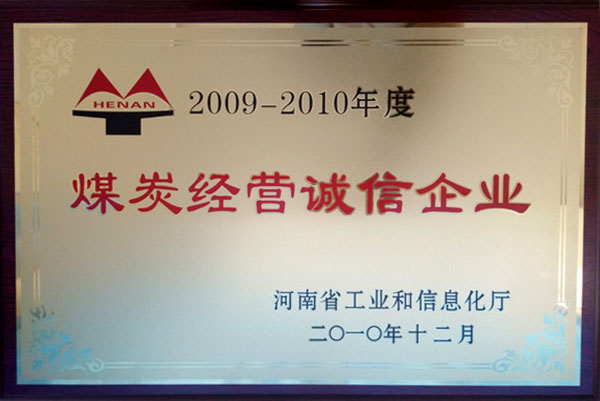 HENAN
2009-2010年度
煤炭经营诚信企业
河南省工业和信息化厅
二〇一〇年十二月